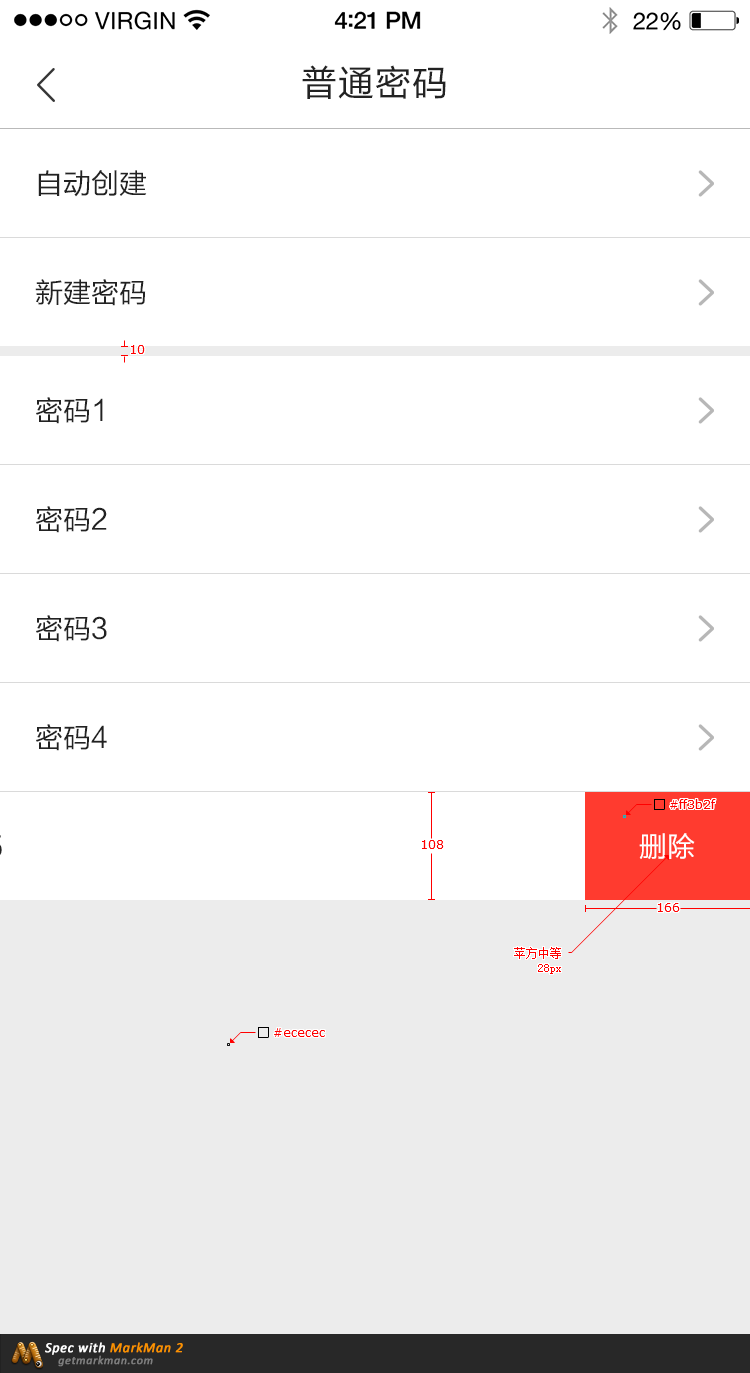 VIRGIN 4:21 PM 22%
普通密码
自动创建
新建密码
10
密码1
密码2
密码3
密码4
#ff3b2f
108
删除
166
苹方中等
28px
#ececec
Spec with MarkMan 2
getmarkman.com